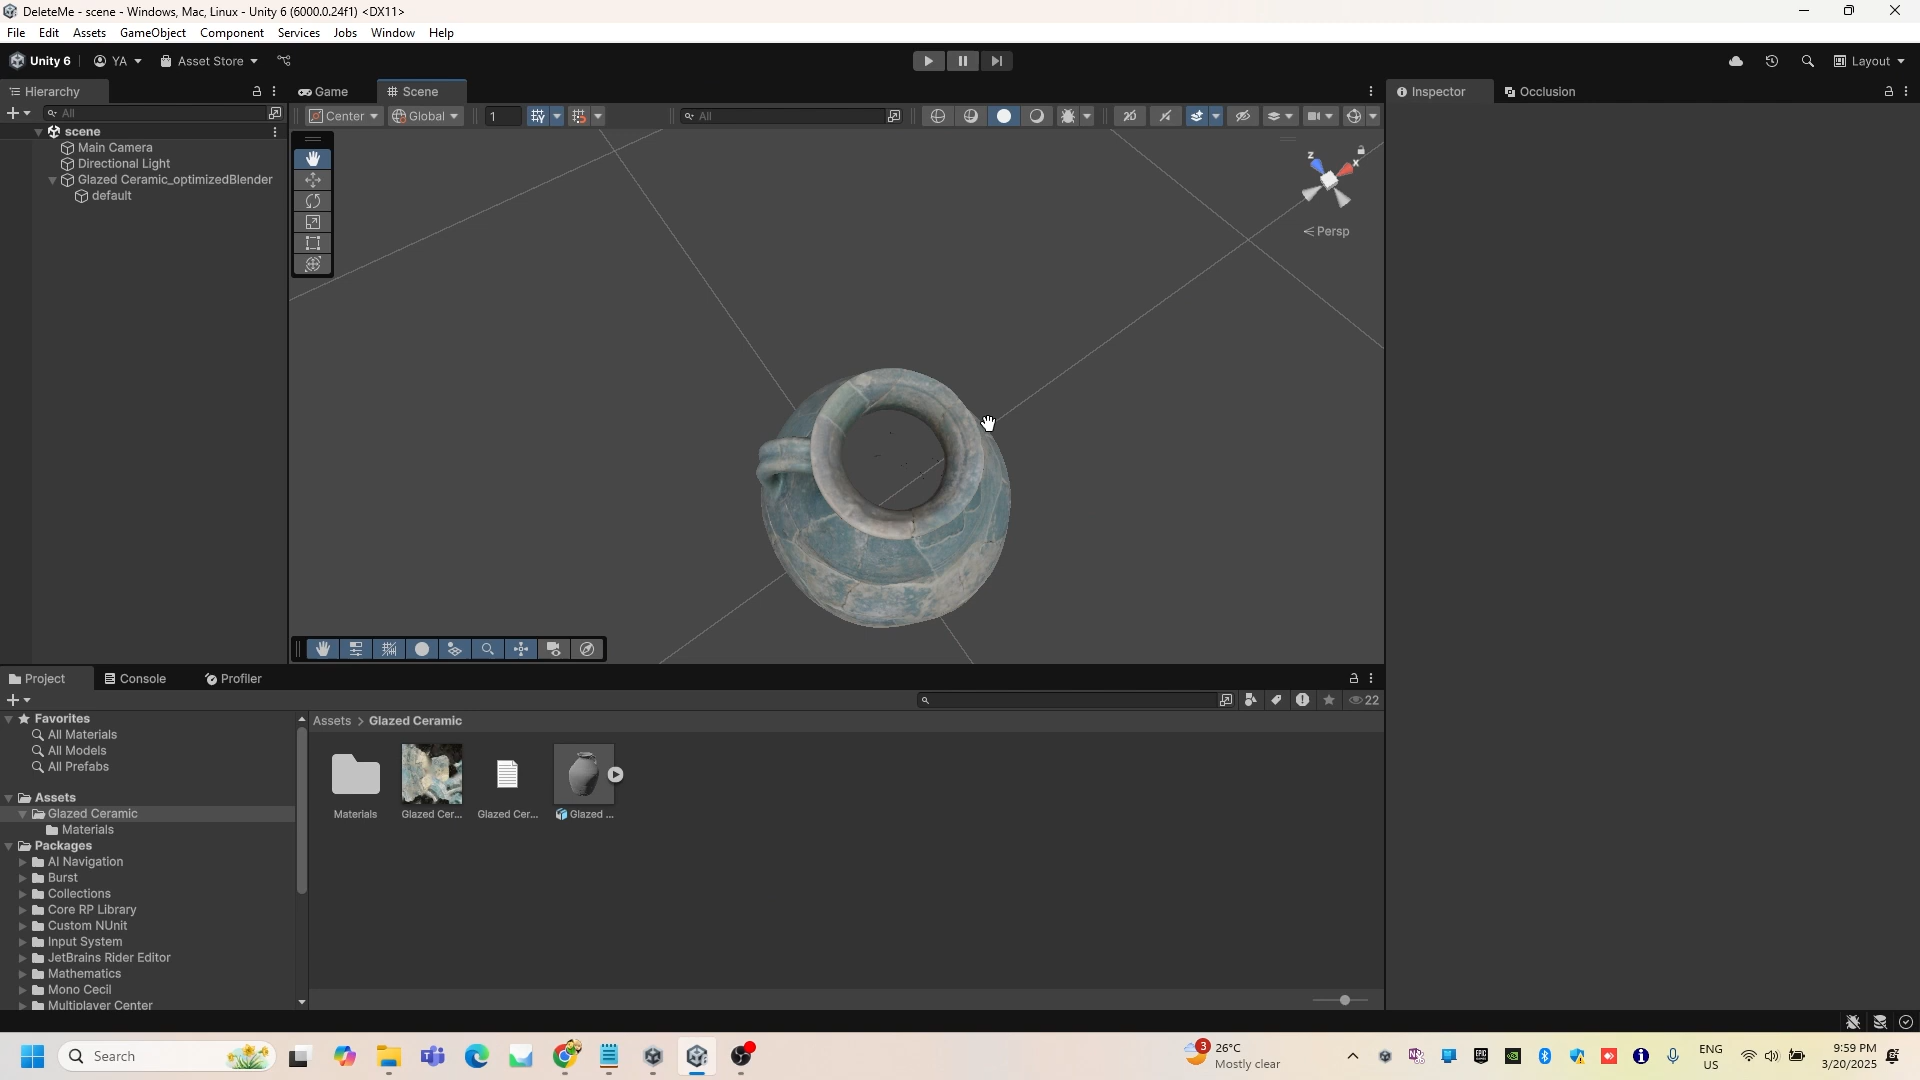 DeleteMe - scene - Windows, Mac, Linux - Unity 6 (6000.0.24f1) <DX11>
File Edit Assets GameObject Component Services Jobs Window Help
Unity 6 YA Asset Store Layout
Hierarchy Game Scene Inspector Occlusion
All Center Global 1 All 2D
scene
Main Camera
Directional Light
Glazed Ceramic_optimizedBlender
default
z x
Persp
Project Console Profiler
22
Favorites
All Materials
All Models
All Prefabs
Assets
Glazed Ceramic
Materials
Packages
AI Navigation
Burst
Collections
Core RP Library
Custom NUnit
Input System
JetBrains Rider Editor
Mathematics
Mono Cecil
Multiplayer Center
Assets > Glazed Ceramic
Materials Glazed Cer... Glazed Cer... Glazed ...
Search
3
26°C
Mostly clear
ENG
US
9:59 PM
3/20/2025